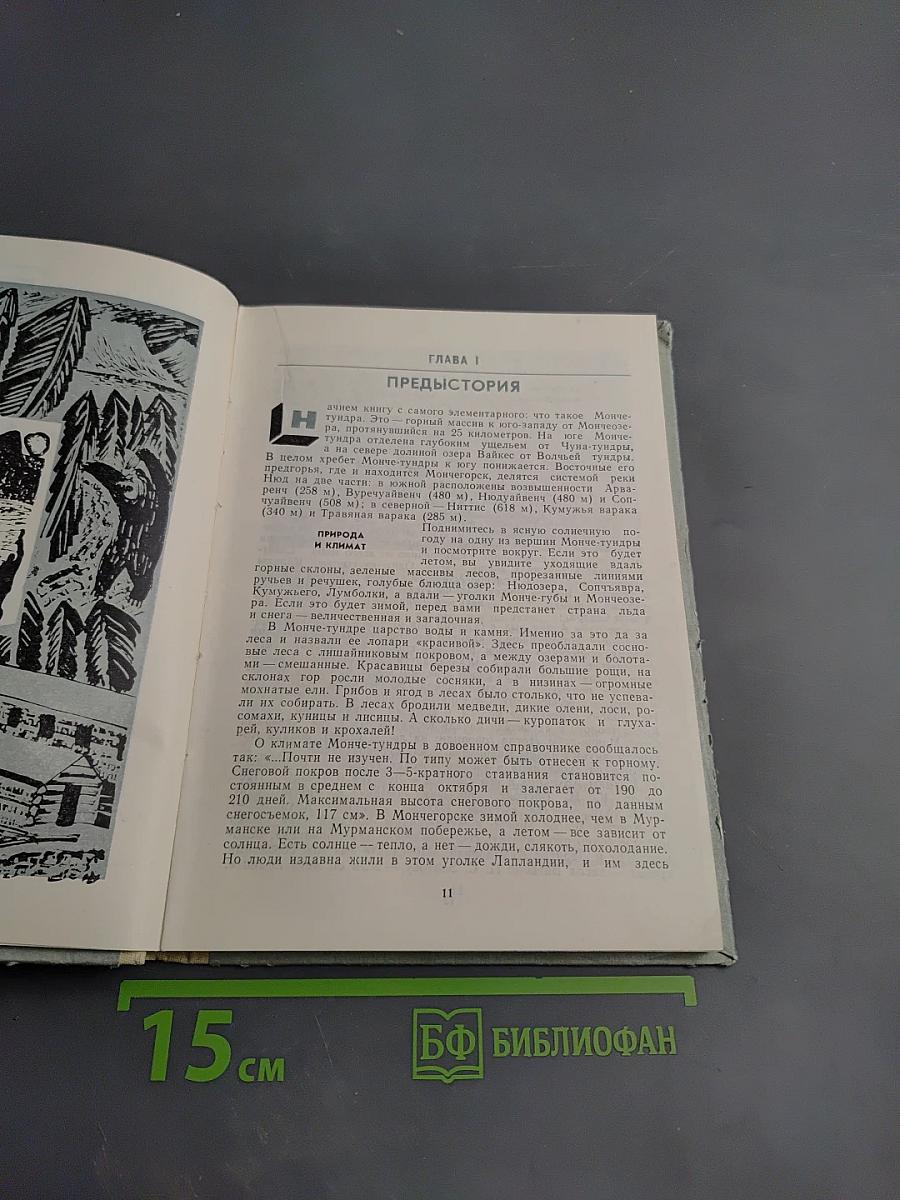 ГЛАВА I
ПРЕДЫСТОРИЯ
Начнем книгу с самого элементарного: что такое Монче-
тундра. Это — горный массив к юго-западу от Мончеозе-
ра, протянувшийся на 25 километров. На юге Монче-
тундра отделена глубоким ущельем от Чуна-тундры,
а на севере долиной озера Вайкес от Волчьей тундры.
В целом хребет Монче-тундры к югу понижается. Восточные его
предгорья, где и находится Мончегорск, делятся системой реки
Нюд на две части: в южной расположены возвышенности Арва-
ренч (258 м), Вуречуайвенч (480 м), Нюдуайвенч (480 м) и Соп-
чуайвенч (508 м); в северной — Ниттис (618 м), Кумужья варака
(340 м) и Травяная варака (285 м).
ПРИРОДА
И КЛИМАТ
Поднимитесь в ясную солнечную по-
году на одну из вершин Монче-тундры
и посмотрите вокруг. Если это будет
летом, вы увидите уходящие вдаль
горные склоны, зеленые массивы лесов, прорезанные линиями
ручьев и речушек, голубые блюдца озер: Нюдозера, Сопчъявра,
Кумужьего, Лумболки, а вдали — уголки Монче-губы и Мончеозе-
ра. Если это будет зимой, перед вами предстанет страна льда
и снега — величественная и загадочная.
В Монче-тундре царство воды и камня. Именно за это да за
леса и назвали ее лопари «красивой». Здесь преобладали сосно-
вые леса с лишайниковым покровом, а между озерами и болота-
ми — смешанные. Красавицы березы собирали большие рощи, на
склонах гор росли молодые сосняки, а в низинах — огромные
мохнатые ели. Грибов и ягод в лесах было столько, что не успева-
ли их собирать. В лесах бродили медведи, дикие олени, лоси, ро-
сомахи, куницы и лисицы. А сколько дичи — куропаток и глуха-
рей, куликов и крохалей!
О климате Монче-тундры в довоенном справочнике сообщалось
так: «...Почти не изучен. По типу может быть отнесен к горному.
Снеговой покров после 3—5-кратного стаивания становится по-
стоянным в среднем с конца октября и залегает от 190 до
210 дней. Максимальная высота снегового покрова, по данным
снегосъемок, 117 см». В Мончегорске зимой холоднее, чем в Мур-
манске или на Мурманском побережье, а летом — все зависит от
солнца. Есть солнце — тепло, а нет — дожди, слякоть, похолодание.
Но люди издавна жили в этом уголке Лапландии, и им здесь
11
15 см
БФ БИБЛИОФАН